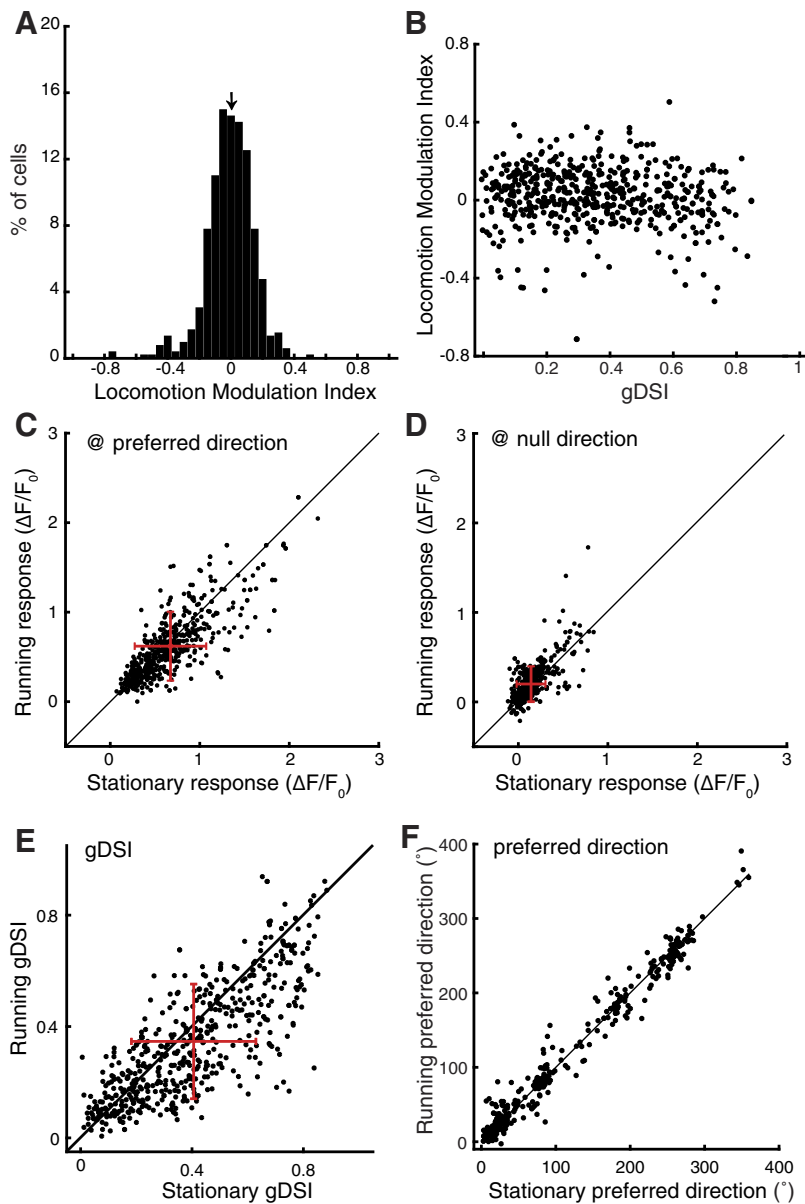 A
20
16
12
8
4
0
% of cells
-0.8
-0.4
0
0.4
0.8
Locomotion Modulation Index
B
0.8
0.4
0
-0.4
-0.8
Locomotion Modulation Index
0.2
0.4
0.6
0.8
1
gDSI
C
@ preferred direction
3
2
1
0
Running response (ΔF/F0)
0
1
2
3
Stationary response (ΔF/F0)
D
@ null direction
3
2
1
0
Running response (ΔF/F0)
0
1
2
3
Stationary response (ΔF/F0)
E
gDSI
0.8
0.4
0
Running gDSI
0
0.4
0.8
Stationary gDSI
F
preferred direction
400
300
200
100
0
Running preferred direction (°)
0
100
200
300
400
Stationary preferred direction (°)